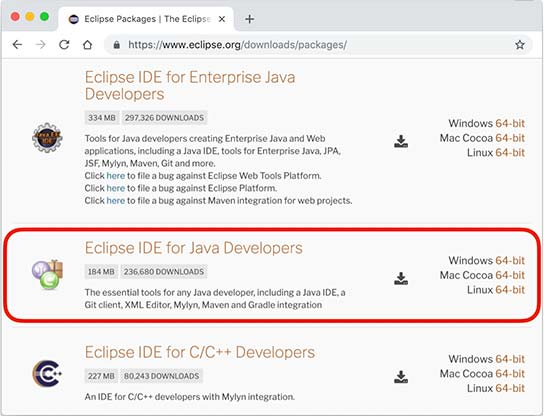 Eclipse Packages | The Eclipse
https://www.eclipse.org/downloads/packages/
Eclipse IDE for Enterprise Java
Developers
334 MB 297,326 DOWNLOADS
Tools for Java developers creating Enterprise Java and Web
applications, including a Java IDE, tools for Enterprise Java, JPA,
JSF, Mylyn, Maven, Git and more.
Click here to file a bug against Eclipse Web Tools Platform.
Click here to file a bug against Eclipse Platform.
Click here to file a bug against Maven integration for web projects.
Windows 64-bit
Mac Cocoa 64-bit
Linux 64-bit
Eclipse IDE for Java Developers
184 MB 236,680 DOWNLOADS
The essential tools for any Java developer, including a Java IDE, a
Git client, XML Editor, Mylyn, Maven and Gradle integration
Windows 64-bit
Mac Cocoa 64-bit
Linux 64-bit
Eclipse IDE for C/C++ Developers
227 MB 80,243 DOWNLOADS
An IDE for C/C++ developers with Mylyn integration.
Windows 64-bit
Mac Cocoa 64-bit
Linux 64-bit